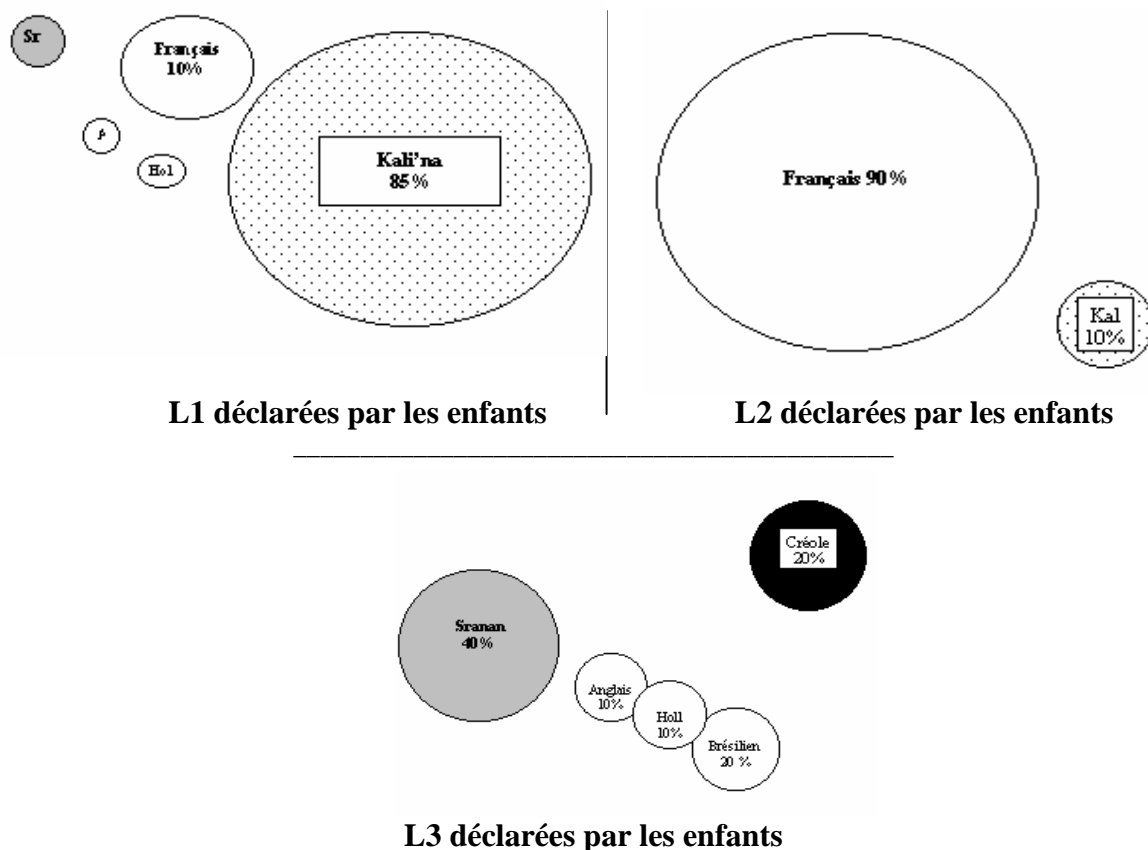 Sr
Français
10%
Hol
Kali'na
85%
Français 90%
Kal
10%
L1 déclarées par les enfants
L2 déclarées par les enfants
Créole
20%
Sranan
40%
Anglais
10%
Holl
10%
Brésilien
20 %
L3 déclarées par les enfants